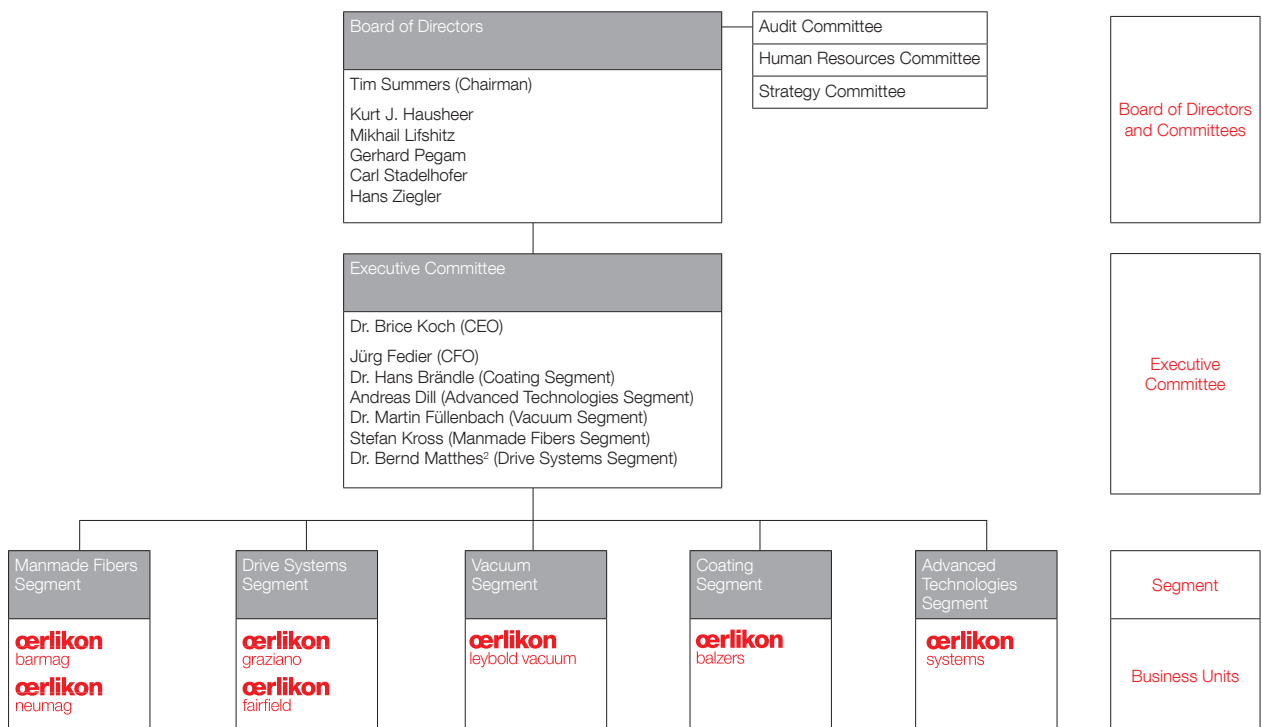 Board of Directors
Audit Committee
Human Resources Committee
Strategy Committee
Tim Summers (Chairman)
Kurt J. Hausheer
Mikhail Lifshitz
Gerhard Pegam
Carl Stadelhofer
Hans Ziegler
Board of Directors
and Committees
Executive Committee
Dr. Brice Koch (CEO)
Jürg Fedier (CFO)
Dr. Hans Brändle (Coating Segment)
Andreas Dill (Advanced Technologies Segment)
Dr. Martin Füllenbach (Vacuum Segment)
Stefan Kross (Manmade Fibers Segment)
Dr. Bernd Matthes² (Drive Systems Segment)
Executive
Committee
Manmade Fibers
Segment
œrlikon
barmag
œrlikon
neumag
Drive Systems
Segment
œrlikon
graziano
œrlikon
fairfield
Vacuum
Segment
œrlikon
leybold vacuum
Coating
Segment
œrlikon
balzers
Advanced
Technologies
Segment
œrlikon
systems
Segment
Business Units